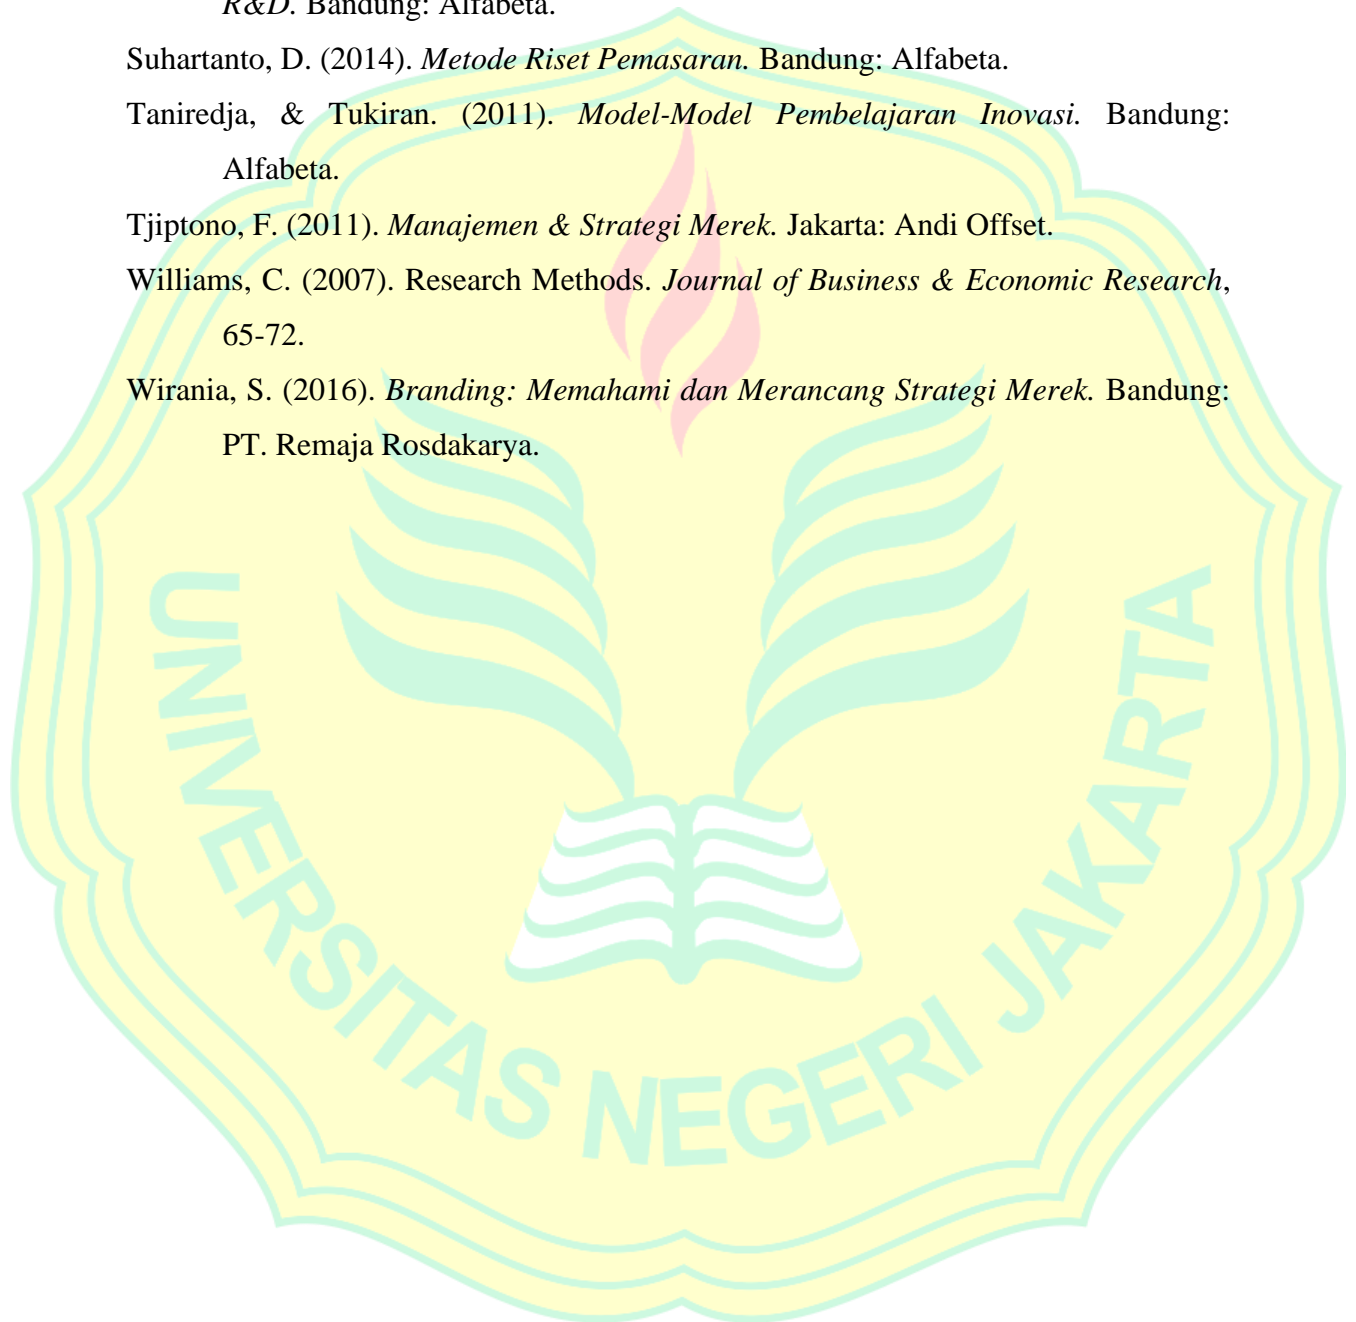 R&D. Bandung: Alfabeta.
Suhartanto, D. (2014). Metode Riset Pemasaran. Bandung: Alfabeta.
Taniredja, & Tukiran. (2011). Model-Model Pembelajaran Inovasi. Bandung:
Alfabeta.
Tjiptono, F. (2011). Manajemen & Strategi Merek. Jakarta: Andi Offset.
Williams, C. (2007). Research Methods. Journal of Business & Economic Research,
65-72.
Wirania, S. (2016). Branding: Memahami dan Merancang Strategi Merek. Bandung:
PT. Remaja Rosdakarya.
UNIVERSITAS NEGERI JAKARTA